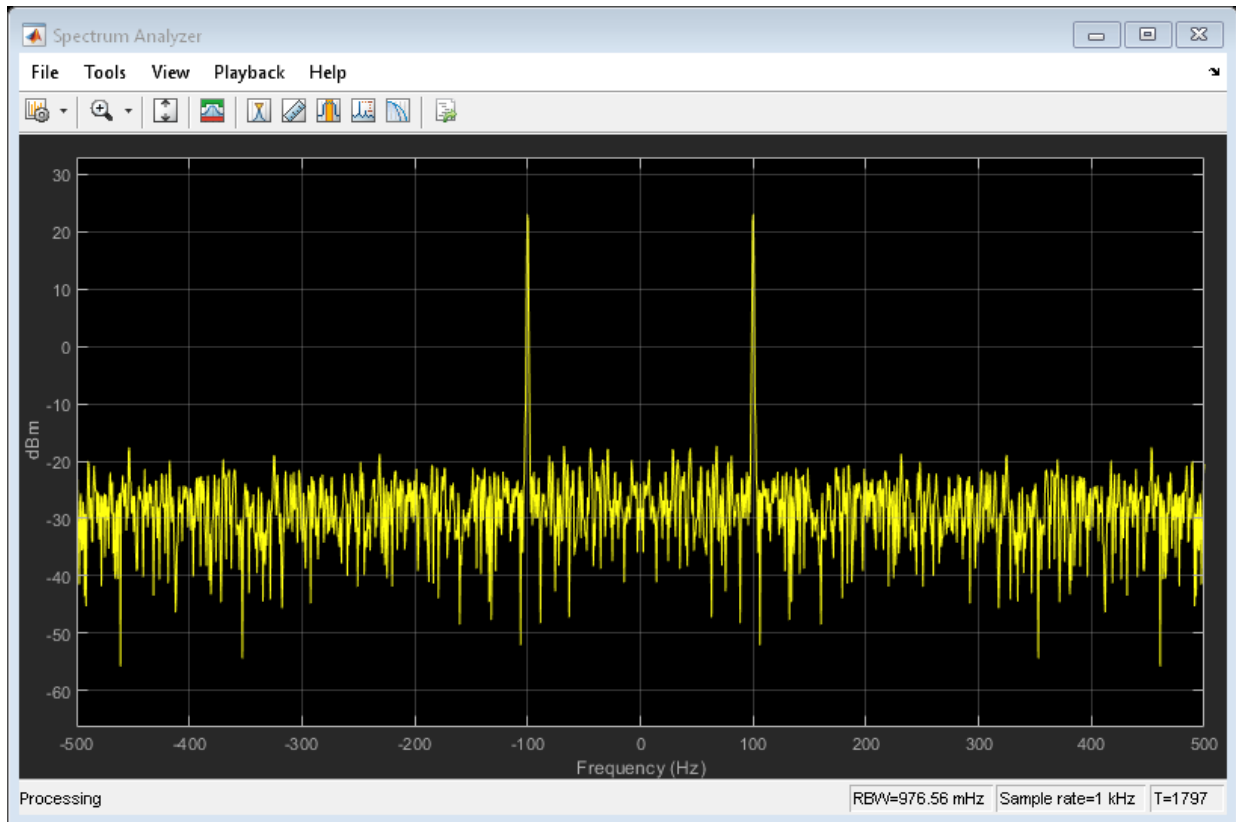 Spectrum Analyzer
File Tools View Playback Help
30
20
10
0
-10
-20
-30
-40
-50
-60
dBm
-500 -400 -300 -200 -100 0 100 200 300 400 500
Frequency (Hz)
Processing RBW=976.56 mHz Sample rate=1 kHz T=1797